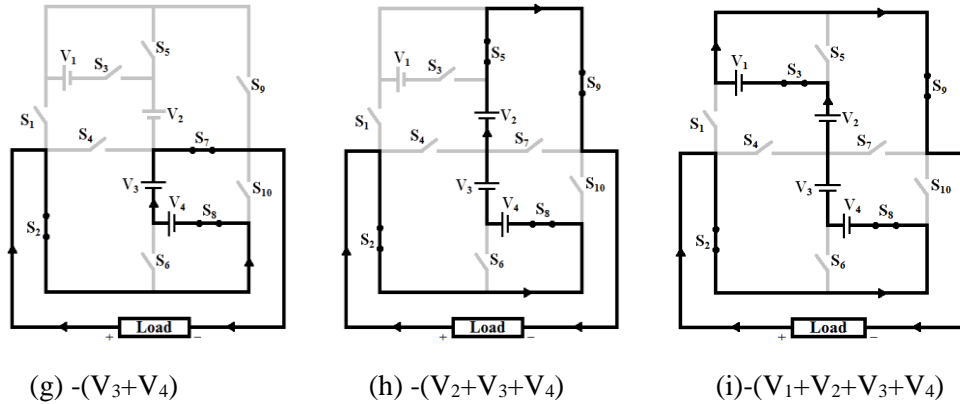 S5
V1
S3
S9
V2
S1
S4
S7
V3
S10
V4
S8
S2
S6
Load
+ −
(g) -(V3+V4)
S5
V1
S3
S9
V2
S1
S4
S7
V3
S10
V4
S8
S2
S6
Load
+ −
(h) -(V2+V3+V4)
S5
V1
S3
S9
V2
S1
S4
S7
V3
S10
V4
S8
S2
S6
Load
+ −
(i)-(V1+V2+V3+V4)